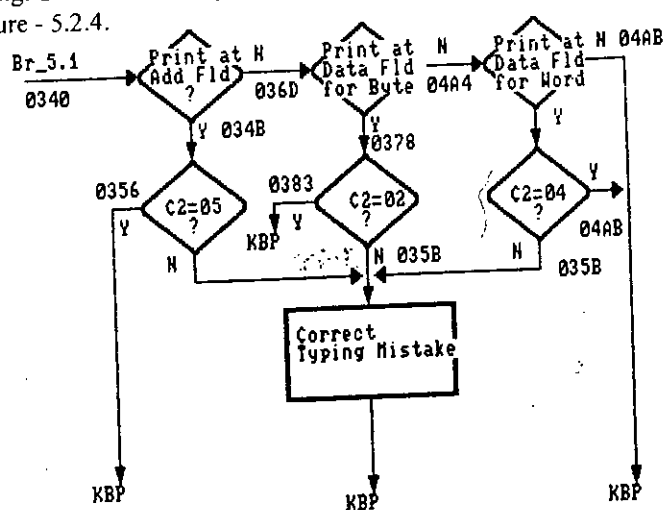 ure - 5.2.4.
Br_5.1
0340
Print at
Add Fld
?
N
036D
Print at
Data Fld
for Byte
N
04A4
Print at
Data Fld
for Word
N 04AB
Y 034B
Y
0378
Y
0356
Y
C2=05
?
N
0383
Y
KBP
C2=02
?
N 035B
C2=04
?
Y
04AB
N
035B
Correct
Typing Mistake
KBP
KBP
KBP